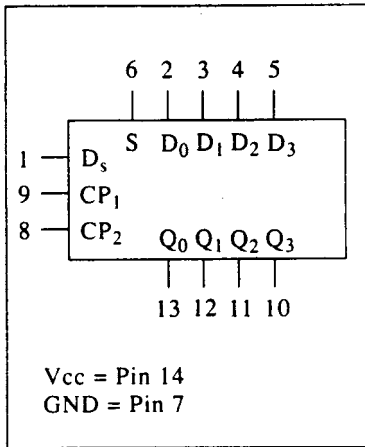 6 2 3 4 5
S D₀ D₁ D₂ D₃
1 Dₛ
9 CP₁
8 CP₂
Q₀ Q₁ Q₂ Q₃
13 12 11 10
Vcc = Pin 14
GND = Pin 7